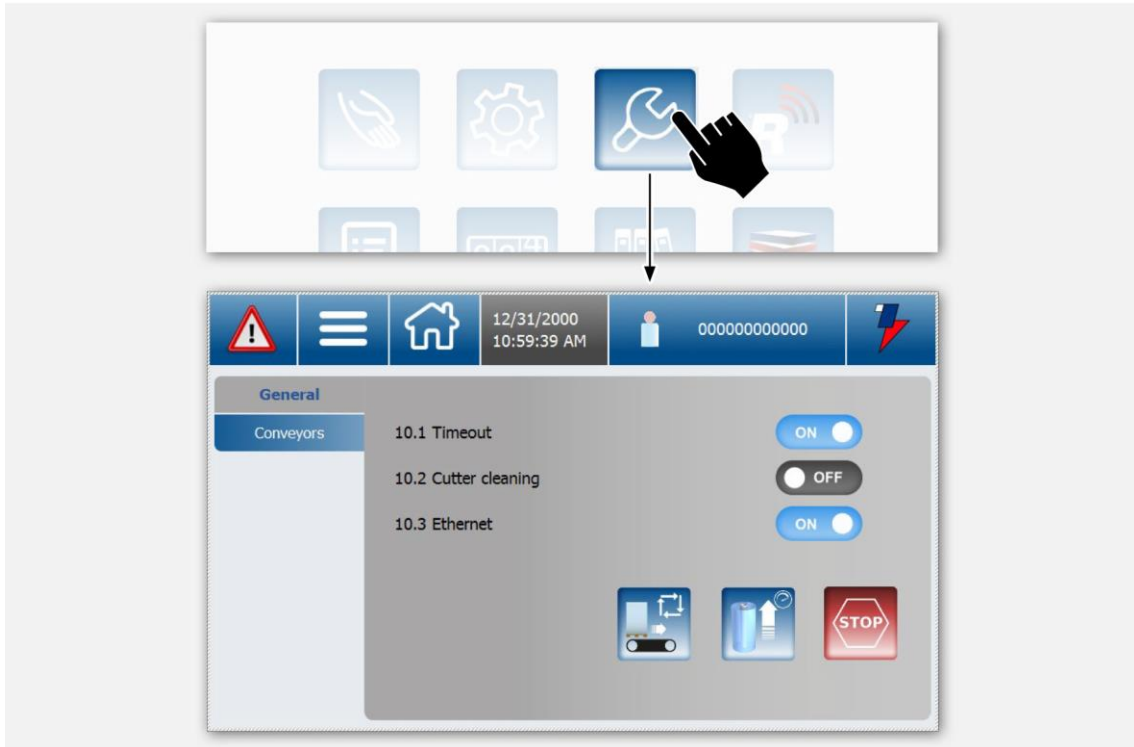 R
004
12/31/2000
10:59:39 AM
000000000000
General
Conveyors
10.1 Timeout
ON
10.2 Cutter cleaning
OFF
10.3 Ethernet
ON
STOP